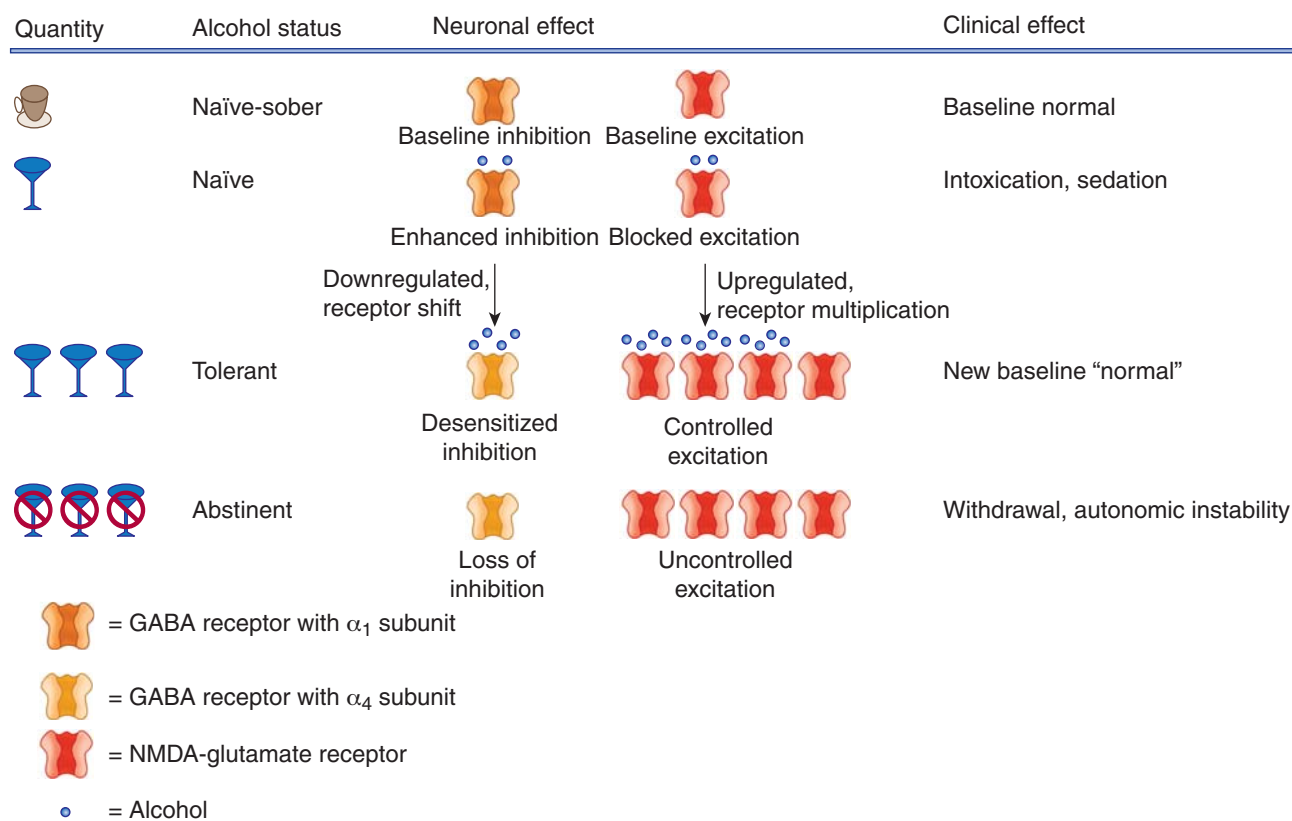 Quantity Alcohol status Neuronal effect Clinical effect
Naïve-sober Baseline normal
Baseline inhibition Baseline excitation
Naïve Intoxication, sedation
Enhanced inhibition Blocked excitation
Downregulated,
receptor shift
Upregulated,
receptor multiplication
Tolerant New baseline “normal”
Desensitized
inhibition
Controlled
excitation
Abstinent Withdrawal, autonomic instability
Loss of
inhibition
Uncontrolled
excitation
= GABA receptor with α1 subunit
= GABA receptor with α4 subunit
= NMDA-glutamate receptor
= Alcohol